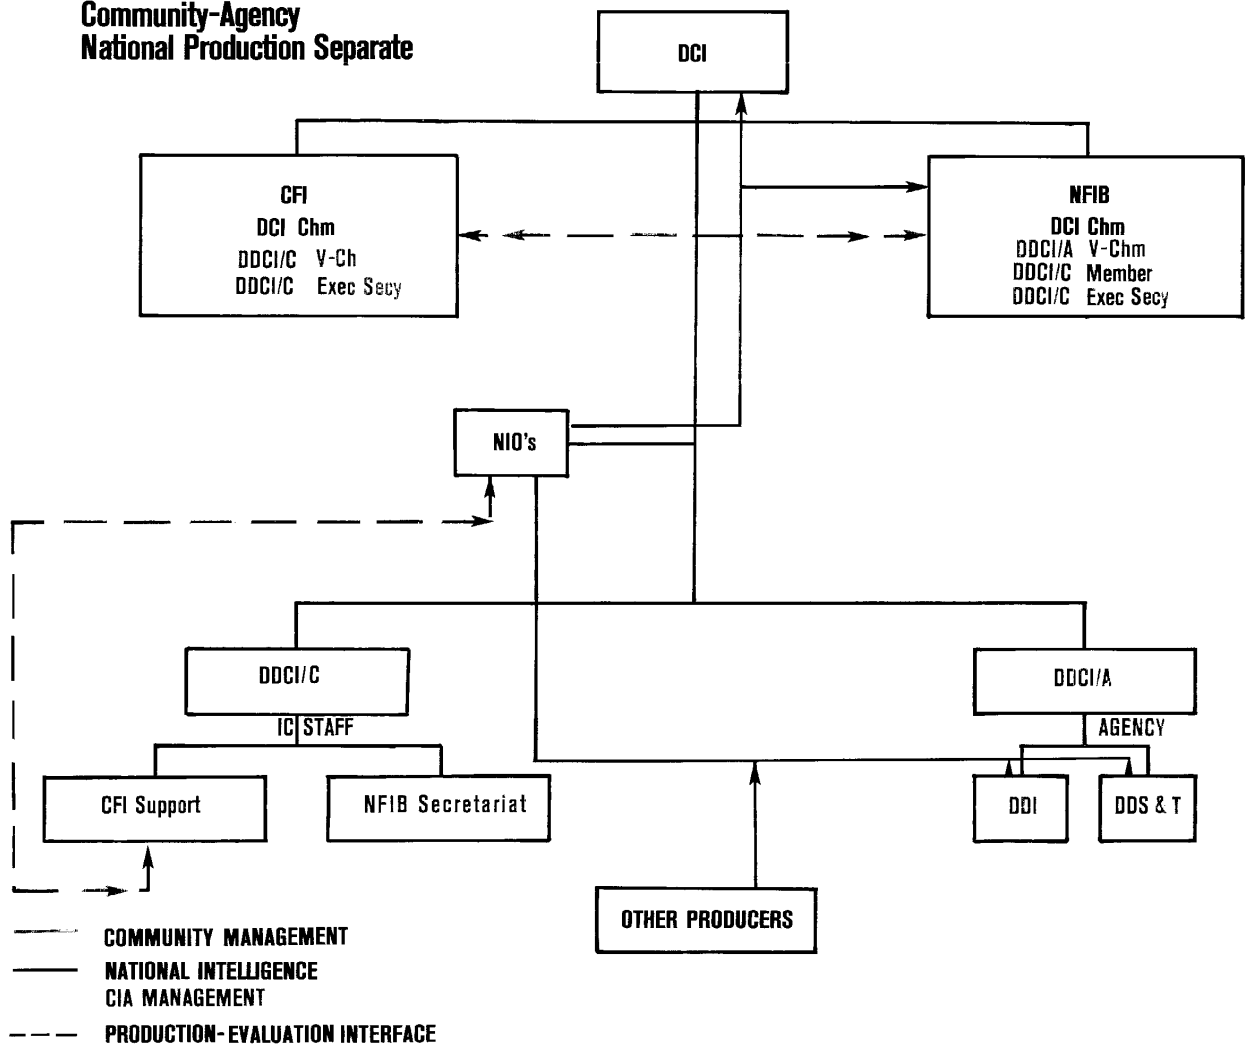 Community-Agency
National Production Separate
DCI
CFI
DCI Chm
DDCI/C V-Ch
DDCI/C Exec Secy
NFIB
DCI Chm
DDCI/A V-Chm
DDCI/C Member
DDCI/C Exec Secy
NIO's
DDCI/C
DDCI/A
IC STAFF
AGENCY
CFI Support
NFIB Secretariat
DDI
DDS & T
OTHER PRODUCERS
COMMUNITY MANAGEMENT
NATIONAL INTELLIGENCE
CIA MANAGEMENT
PRODUCTION-EVALUATION INTERFACE